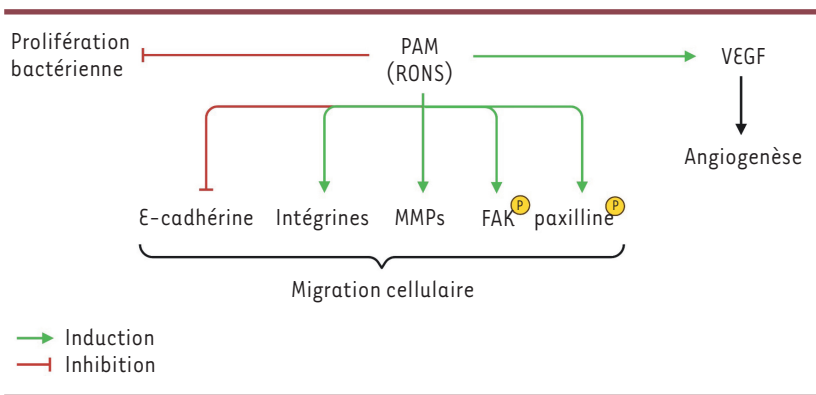 Prolifération
bactérienne
PAM
(RONS)
VEGF
Angiogenèse
E-cadhérine
Intégrines
MMPs
FAK P
paxilline P
Migration cellulaire
Induction
Inhibition